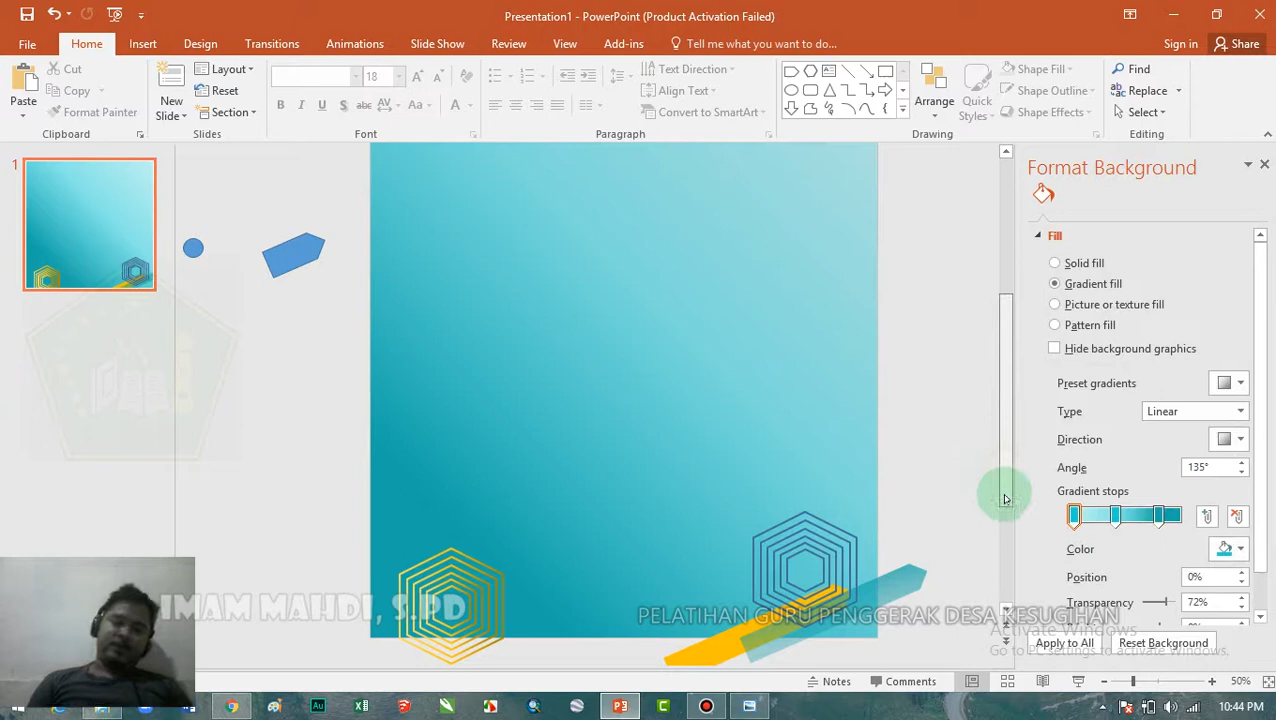 Presentation1 - PowerPoint (Product Activation Failed)
File Home Insert Design Transitions Animations Slide Show Review View Add-ins Tell me what you want to do... Sign in Share
Paste Cut Copy Format Painter
New Slide Layout Reset Section
18
B I U S abc AV Aa A
Text Direction Align Text Convert to SmartArt
Arrange Quick Styles Shape Fill Shape Outline Shape Effects
Find Replace Select
Clipboard Slides Font Paragraph Drawing Editing
1
Format Background
Fill
Solid fill
Gradient fill
Picture or texture fill
Pattern fill
Hide background graphics
Preset gradients
Type Linear
Direction
Angle 135°
Gradient stops
Color
Position 0%
Transparency 72%
Apply to All Reset Background
IMAM MAHDI, S.PD
PELATIHAN GURU PENGGERAK DESA KESUGIHAN
Activate Windows
Go to PC settings to activate Windows.
Notes Comments 50%
Au
10:44 PM